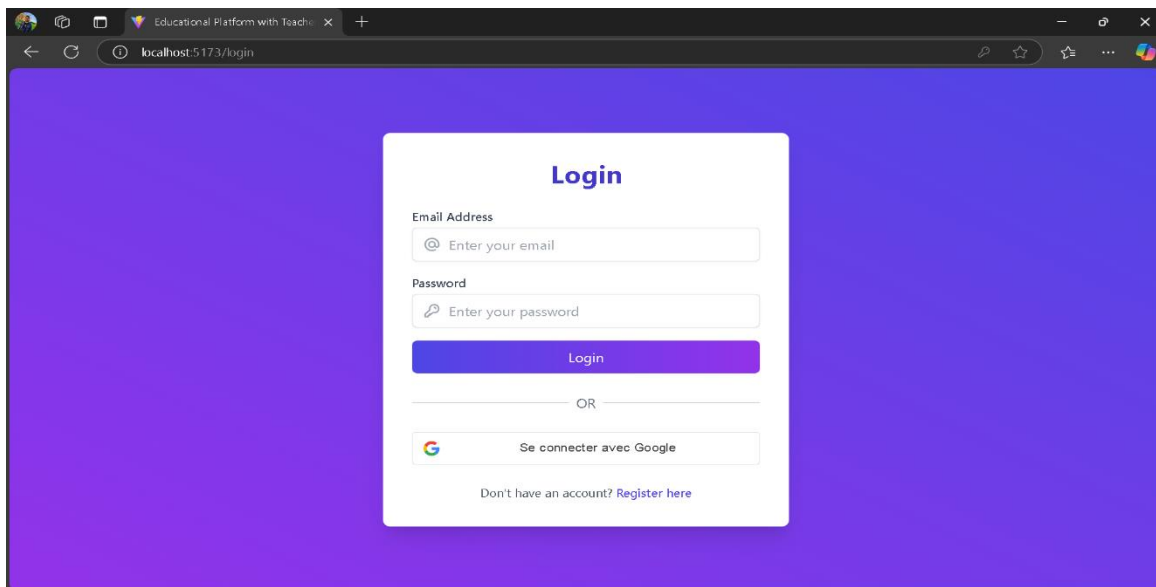 Educational Platform with Teache
localhost:5173/login
Login
Email Address
Enter your email
Password
Enter your password
Login
OR
Se connecter avec Google
Don't have an account? Register here